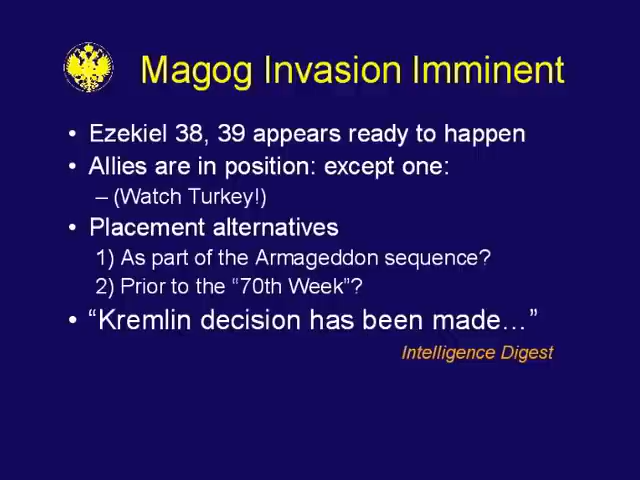 Magog Invasion Imminent
• Ezekiel 38, 39 appears ready to happen
• Allies are in position: except one:
– (Watch Turkey!)
• Placement alternatives
1) As part of the Armageddon sequence?
2) Prior to the “70th Week”?
• “Kremlin decision has been made…”
Intelligence Digest